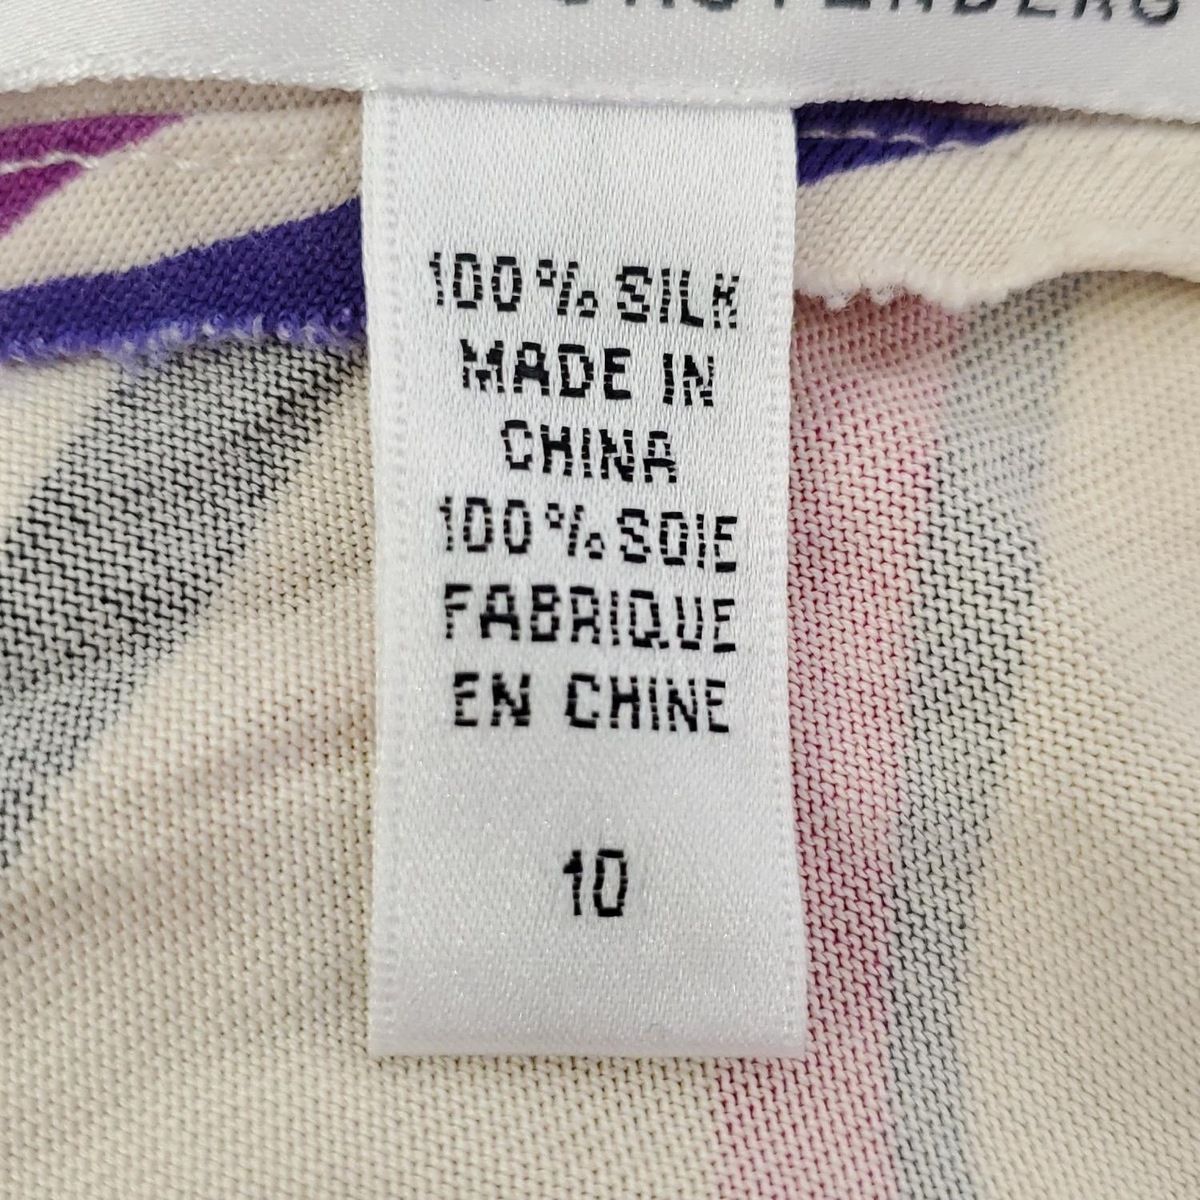 100% SILK
MADE IN
CHINA
100% SOIE
FABRIQUE
EN CHINE
10